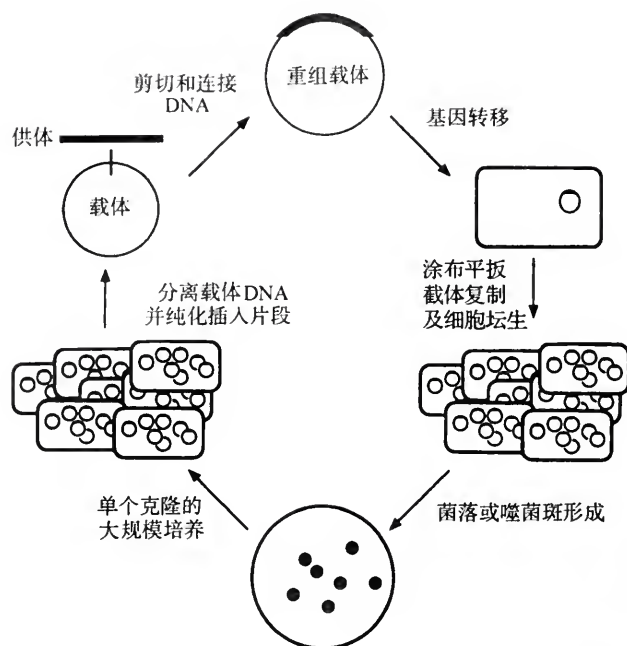 重组载体
剪切和连接
DNA
基因转移
供体
载体
涂布平扳
截体复制
及细胞坛生
分离载体DNA
并纯化插入片段
单个克隆的
大规模培养
菌落或噬菌斑形成